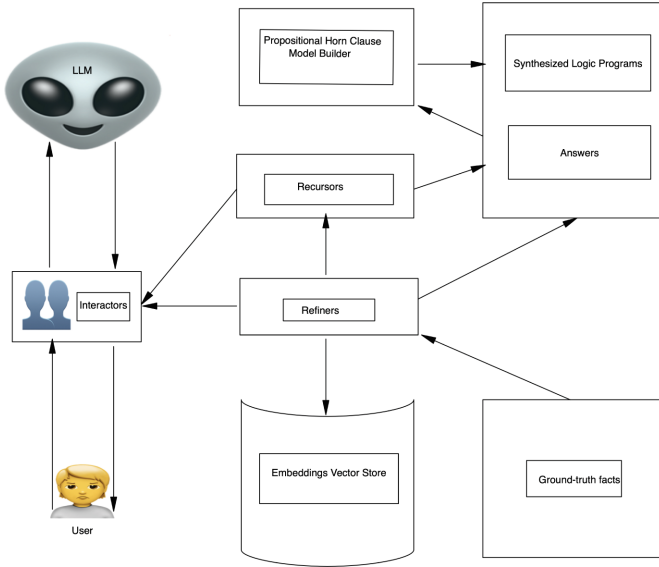 LLM
Propositional Horn Clause
Model Builder
Synthesized Logic Programs
Answers
Recursors
Interactors
Refiners
Embeddings Vector Store
Ground-truth facts
User